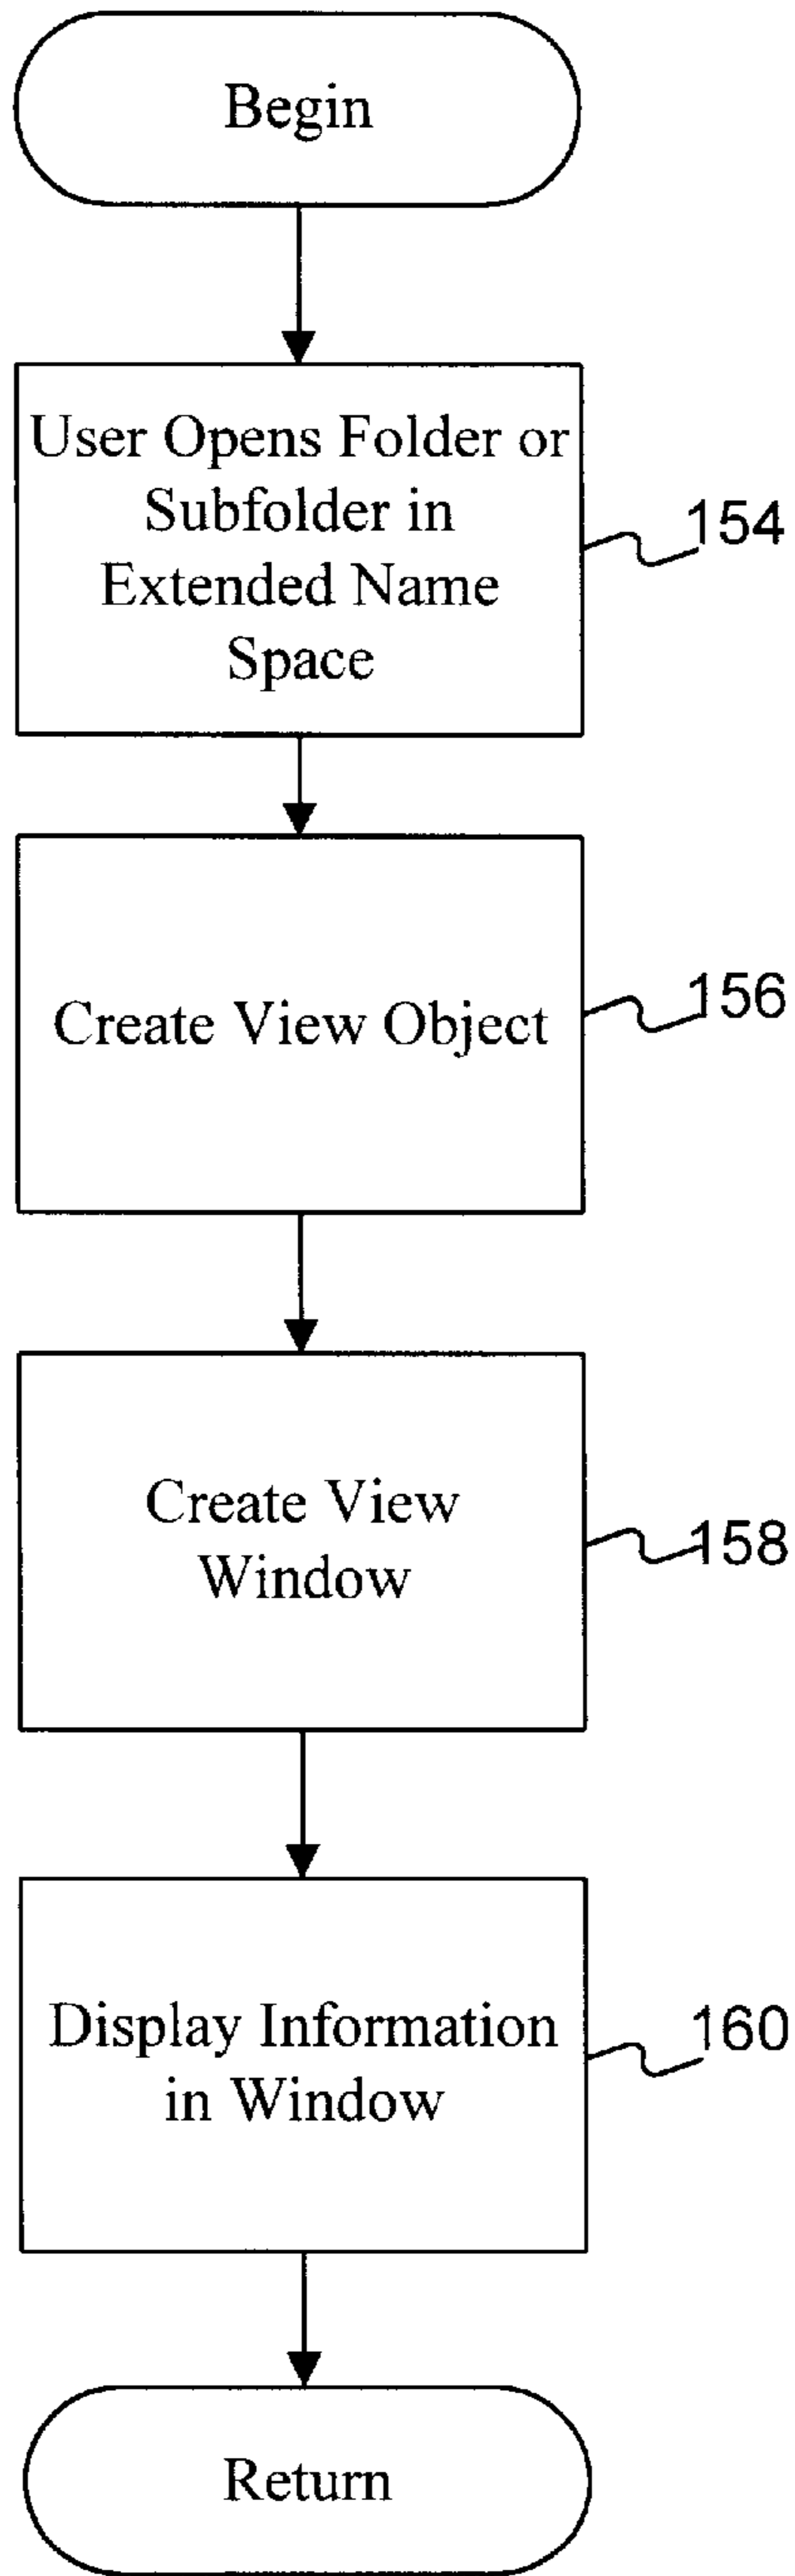 Begin
User Opens Folder or
Subfolder in
Extended Name
Space
154
Create View Object
156
Create View
Window
158
Display Information
in Window
160
Return